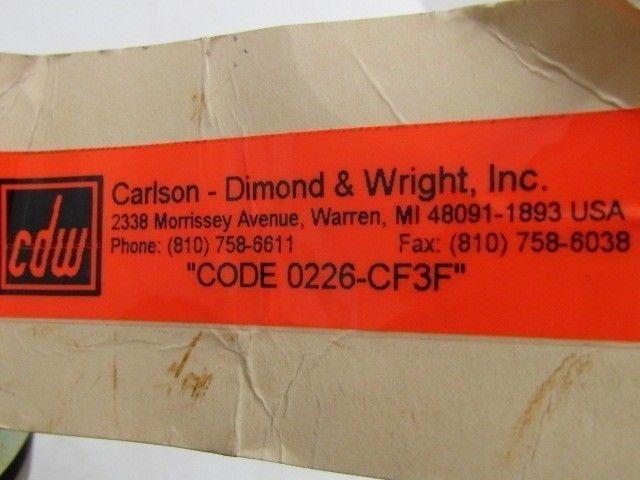 cdw
Carlson - Dimond & Wright, Inc.
2338 Morrissey Avenue, Warren, MI 48091-1893 USA
Phone: (810) 758-6611 Fax: (810) 758-6038
"CODE 0226-CF3F"